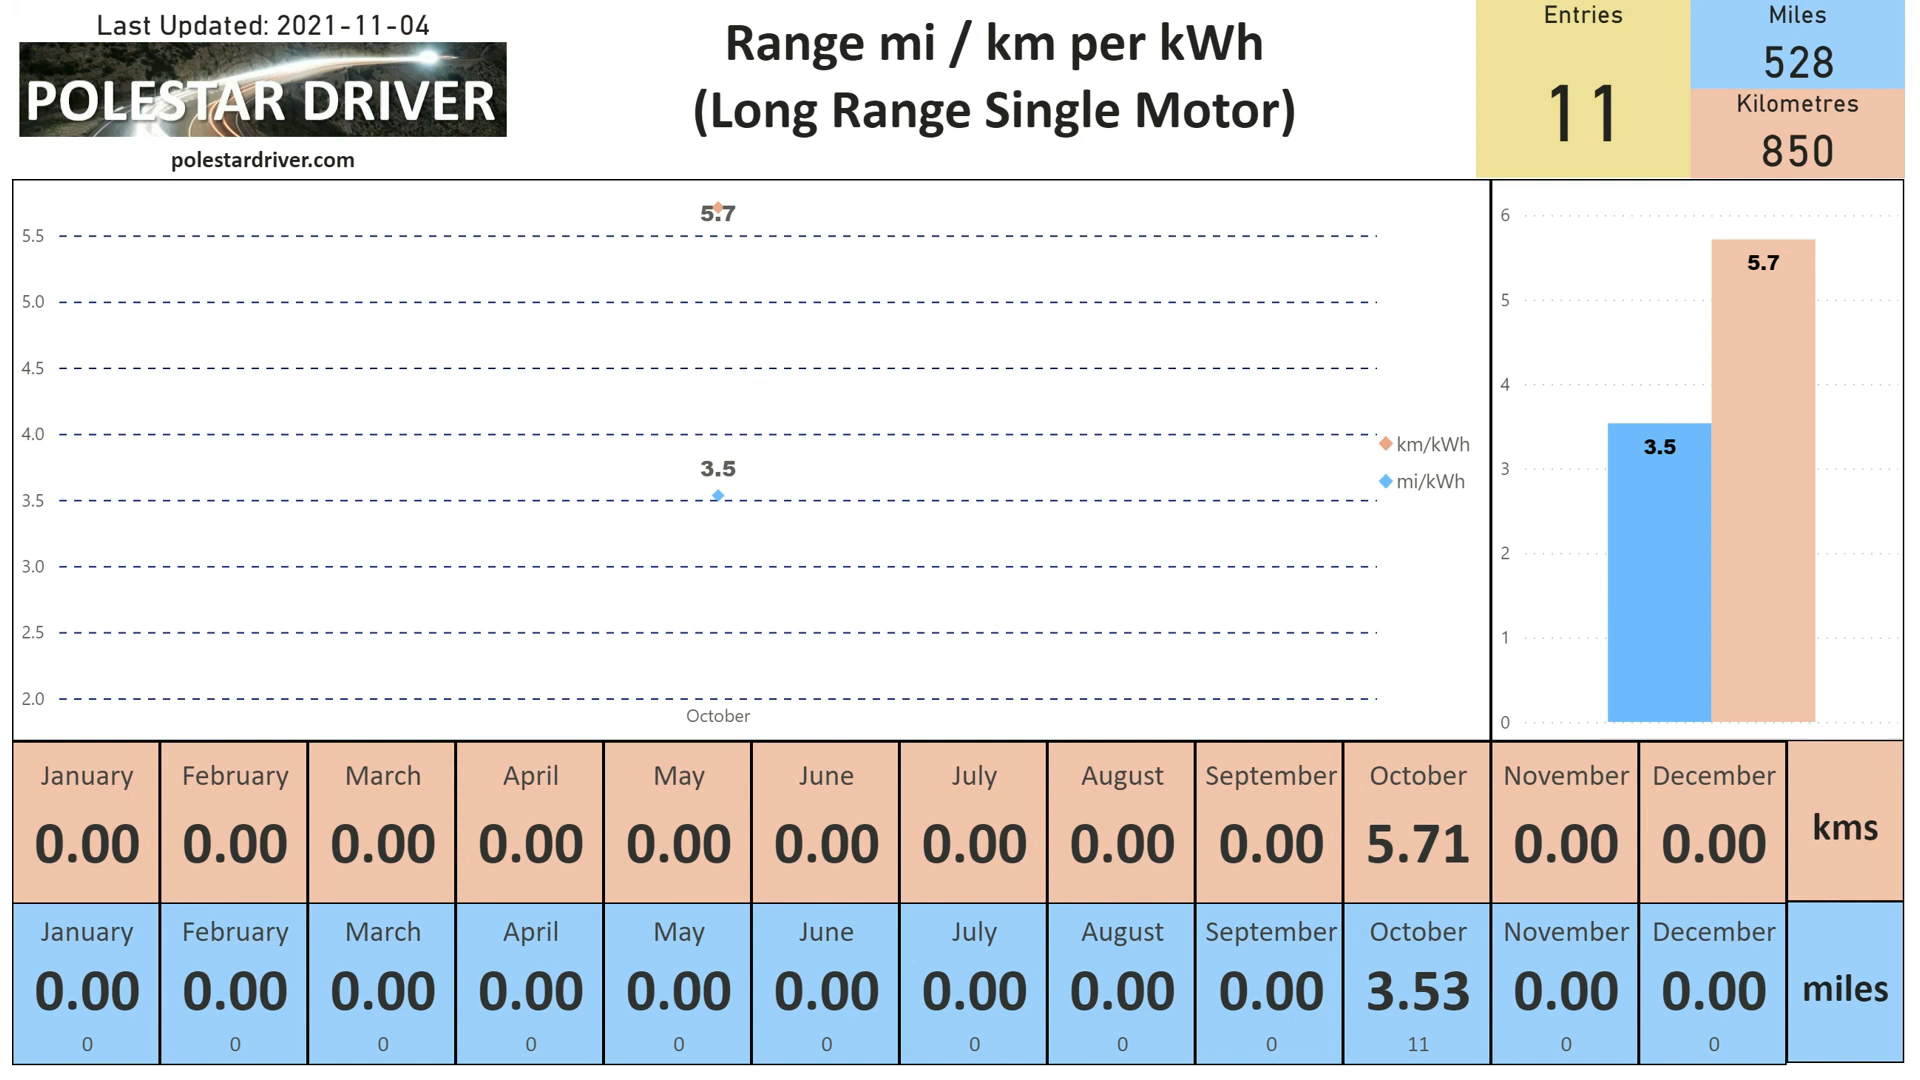 Last Updated: 2021-11-04
POLESTAR DRIVER
polestardriver.com
Range mi / km per kWh
(Long Range Single Motor)
Entries
11
Miles
528
Kilometres
850
5.7
5.5
5.0
4.5
4.0
3.5
3.5
3.0
2.5
2.0
October
km/kWh
mi/kWh
6
5
4
3
2
1
0
5.7
3.5
January February March April May June July August September October November December
0.00 0.00 0.00 0.00 0.00 0.00 0.00 0.00 0.00 5.71 0.00 0.00
kms
January February March April May June July August September October November December
0.00 0.00 0.00 0.00 0.00 0.00 0.00 0.00 0.00 3.53 0.00 0.00
miles
0 0 0 0 0 0 0 0 0 11 0 0